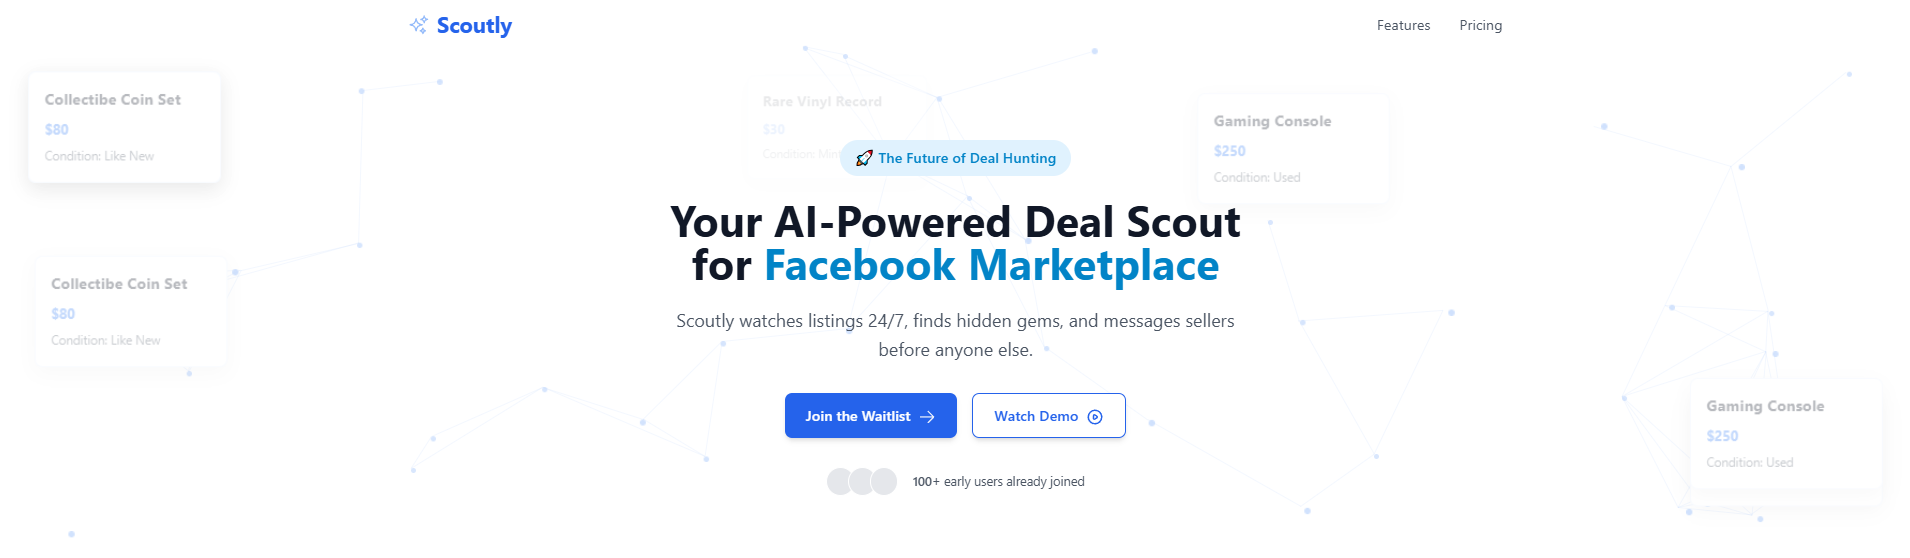 Scoutly
Features
Pricing
Collectibe Coin Set
$80
Condition: Like New
Rare Vinyl Record
$30
Condition: Mint
Gaming Console
$250
Condition: Used
🚀 The Future of Deal Hunting
Your AI-Powered Deal Scout
for Facebook Marketplace
Collectibe Coin Set
$80
Condition: Like New
Scoutly watches listings 24/7, finds hidden gems, and messages sellers
before anyone else.
Join the Waitlist →
Watch Demo
Gaming Console
$250
Condition: Used
100+ early users already joined